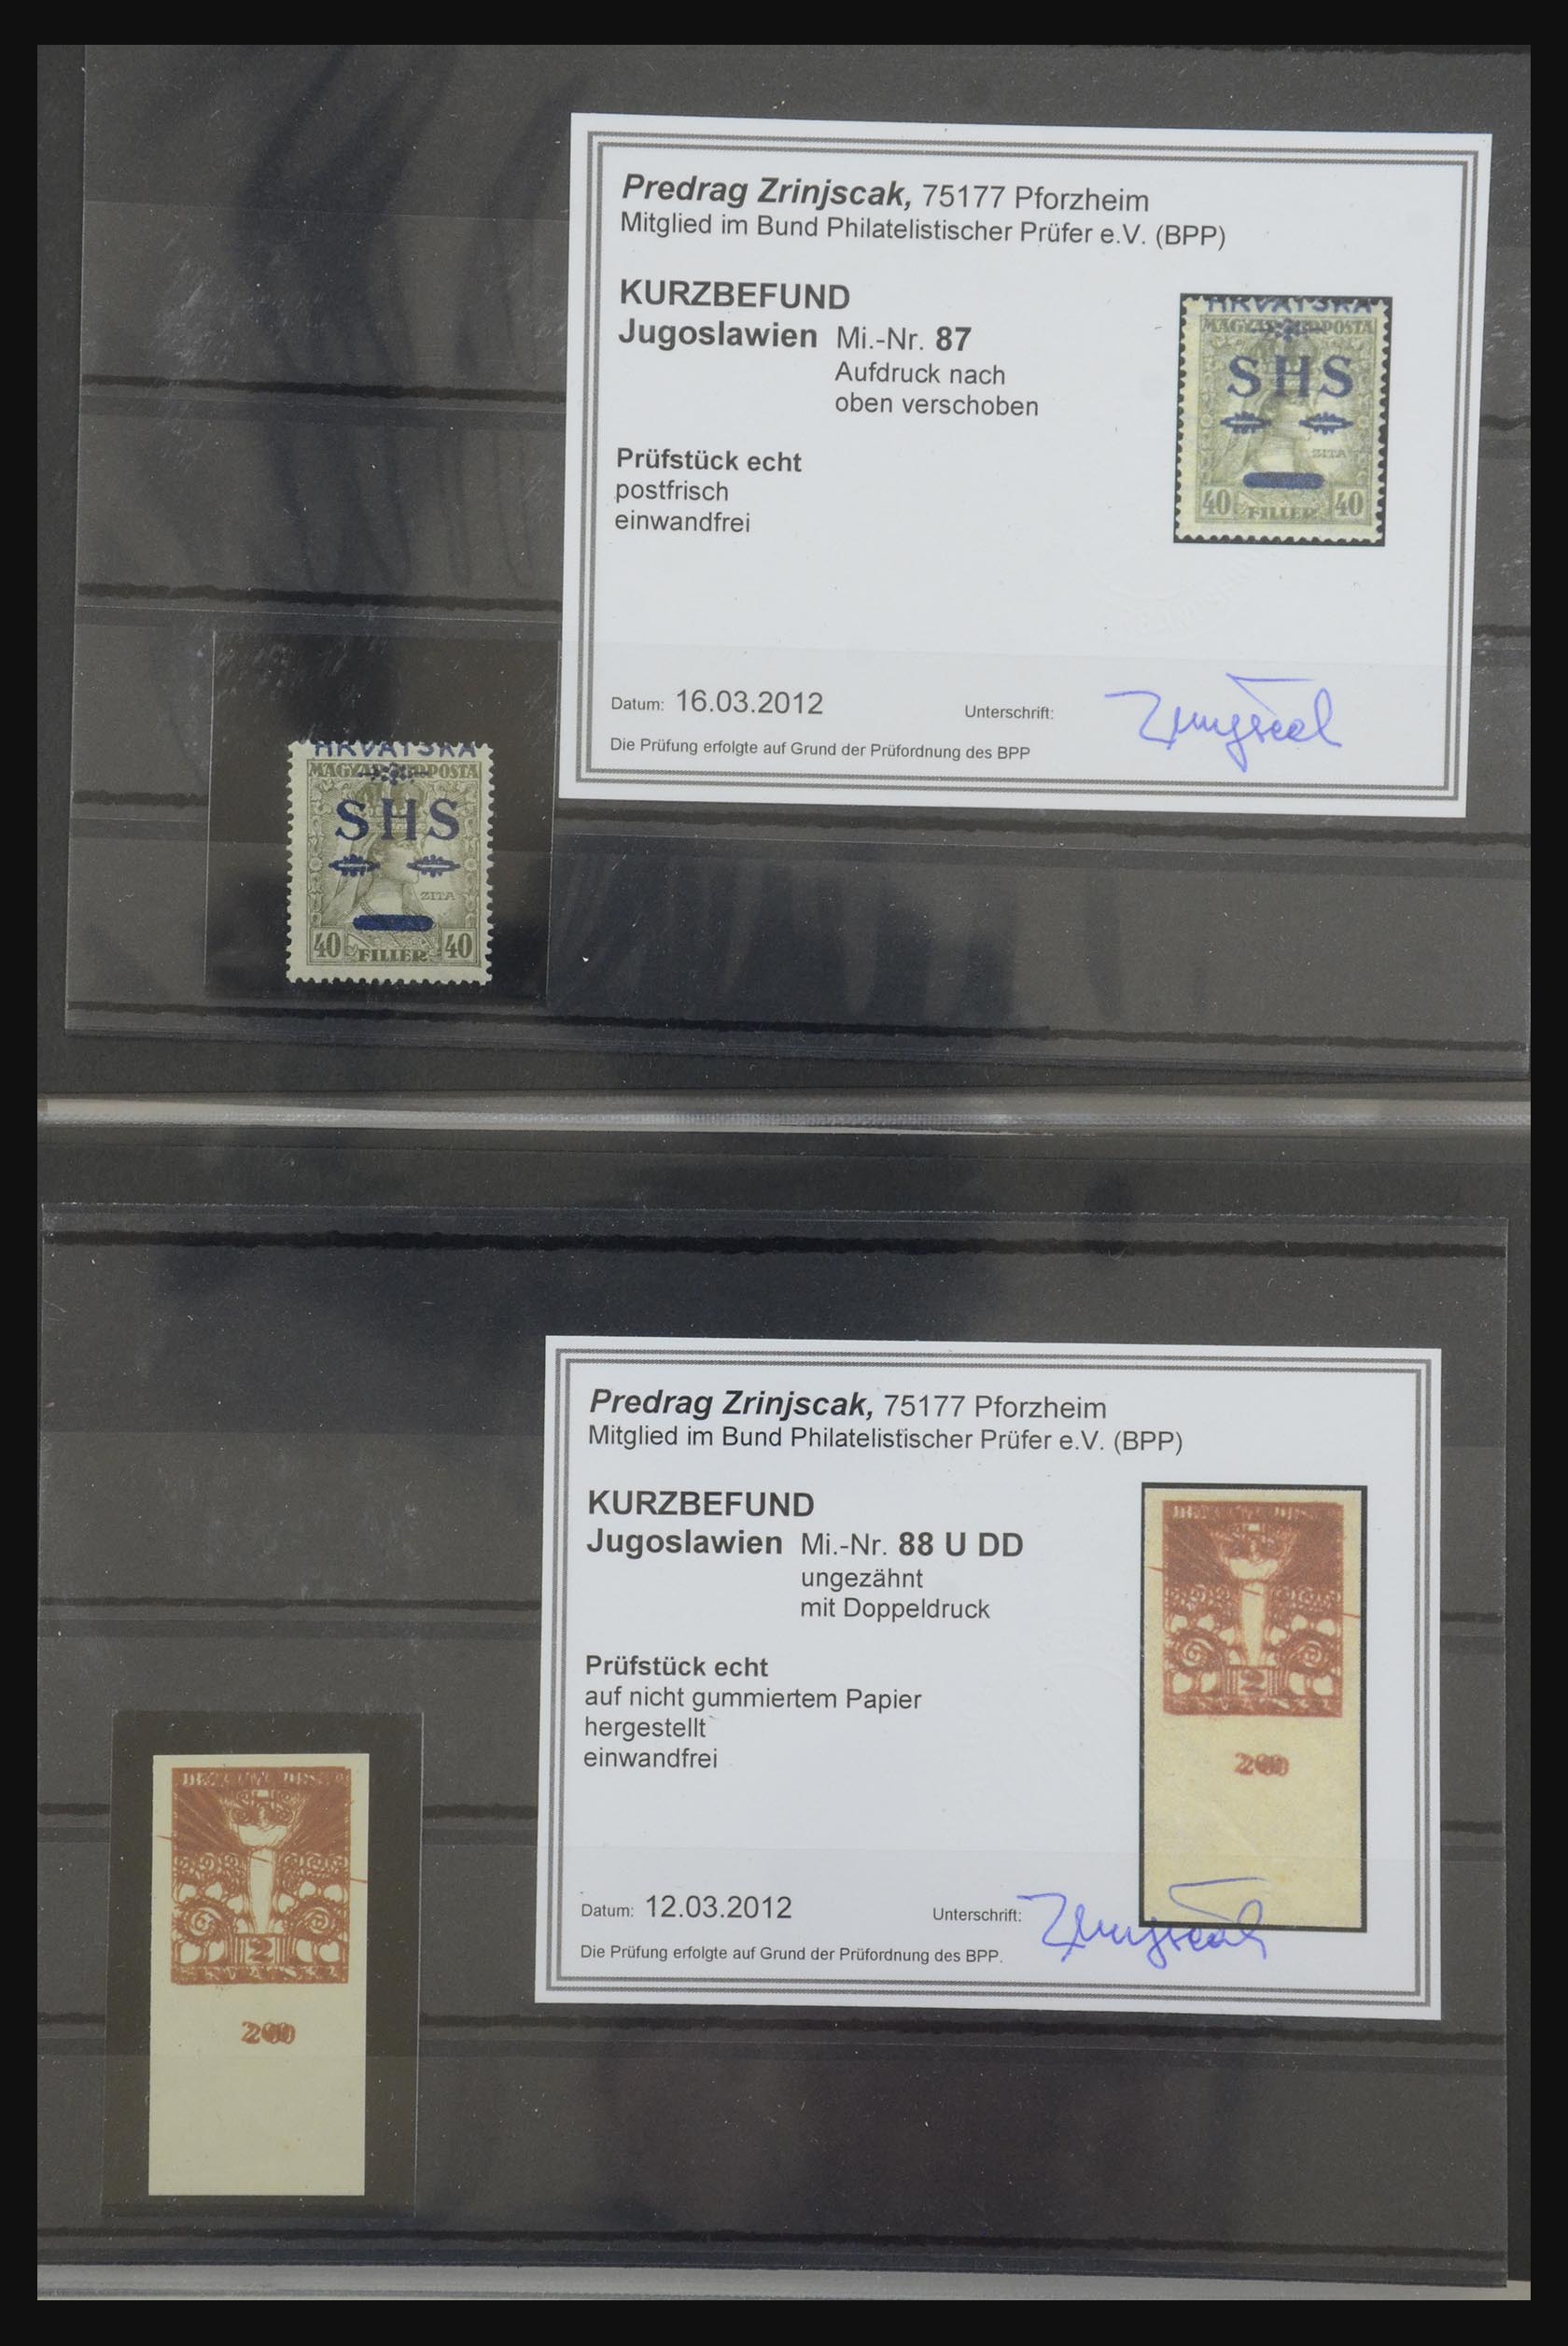 Predrag Zrinjscak, 75177 Pforzheim
Mitglied im Bund Philatelistischer Prüfer e.V. (BPP)
KURZBEFUND
Jugoslawien Mi.-Nr. 87
Aufdruck nach
oben verschoben
Prüfstück echt
postfrisch
einwandfrei
HRVATSKA
MAGYAR POSTA
SHS
ZITA
40 FILLER 40
Datum: 16.03.2012 Unterschrift:
Die Prüfung erfolgte auf Grund der Prüfordnung des BPP
HRVATSKA
MAGYAR POSTA
SHS
ZITA
40 FILLER 40
Predrag Zrinjscak, 75177 Pforzheim
Mitglied im Bund Philatelistischer Prüfer e.V. (BPP)
KURZBEFUND
Jugoslawien Mi.-Nr. 88 U DD
ungezähnt
mit Doppeldruck
Prüfstück echt
auf nicht gummiertem Papier
hergestellt
einwandfrei
2
Datum: 12.03.2012 Unterschrift:
Die Prüfung erfolgte auf Grund der Prüfordnung des BPP.
2